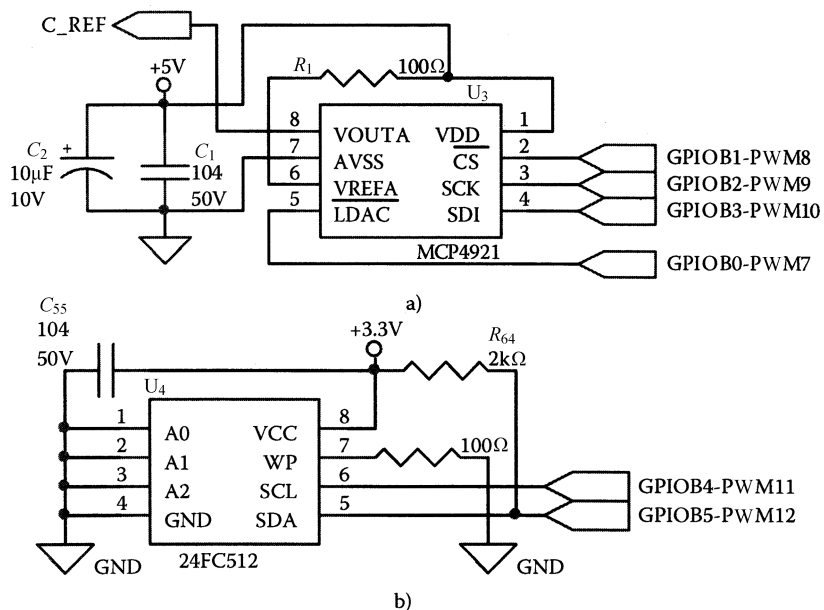 C_REF
+5V
R1
100Ω
U3
C2
+
10μF
10V
C1
104
50V
8
VOUTA
VDD
1
7
AVSS
CS
2
GPIOB1-PWM8
6
VREFA
SCK
3
GPIOB2-PWM9
5
LDAC
SDI
4
GPIOB3-PWM10
MCP4921
GPIOB0-PWM7
a)
C55
104
50V
+3.3V
R64
2kΩ
U4
1
A0
VCC
8
2
A1
WP
7
100Ω
3
A2
SCL
6
GPIOB4-PWM11
4
GND
SDA
5
GPIOB5-PWM12
GND
24FC512
GND
b)